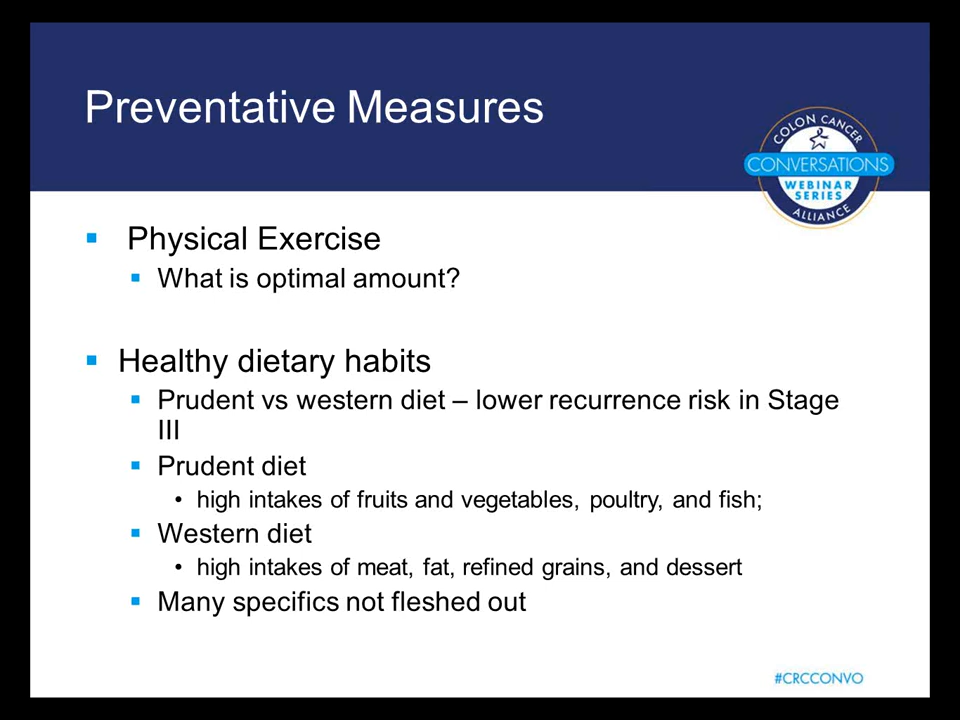 Preventative Measures
COLON CANCER
CONVERSATIONS
WEBINAR
SERIES
ALLIANCE
▪ Physical Exercise
▪ What is optimal amount?
▪ Healthy dietary habits
▪ Prudent vs western diet – lower recurrence risk in Stage
III
▪ Prudent diet
• high intakes of fruits and vegetables, poultry, and fish;
▪ Western diet
• high intakes of meat, fat, refined grains, and dessert
▪ Many specifics not fleshed out
#CRCCONVO